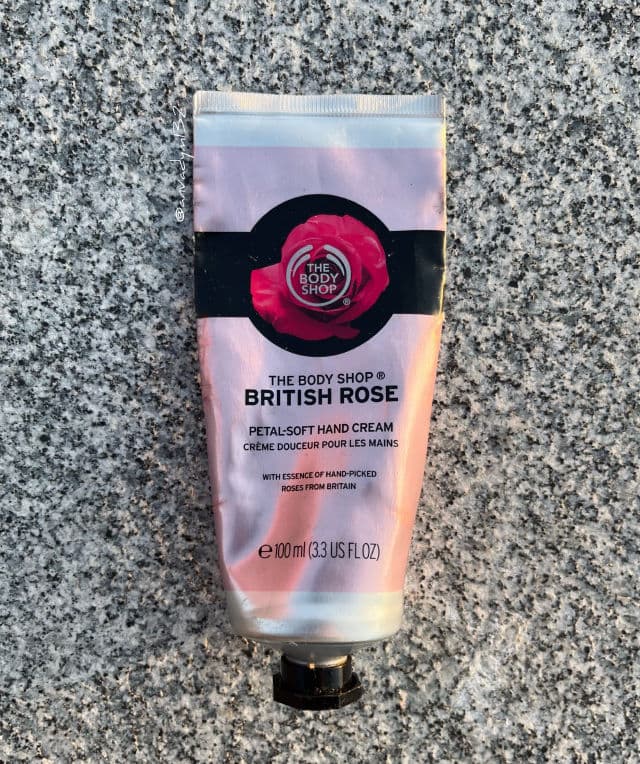 THE
BODY
SHOP
®
THE BODY SHOP ®
BRITISH ROSE
PETAL-SOFT HAND CREAM
CRÈME DOUCEUR POUR LES MAINS
WITH ESSENCE OF HAND-PICKED
ROSES FROM BRITAIN
℮ 100 ml (3.3 US FL OZ)